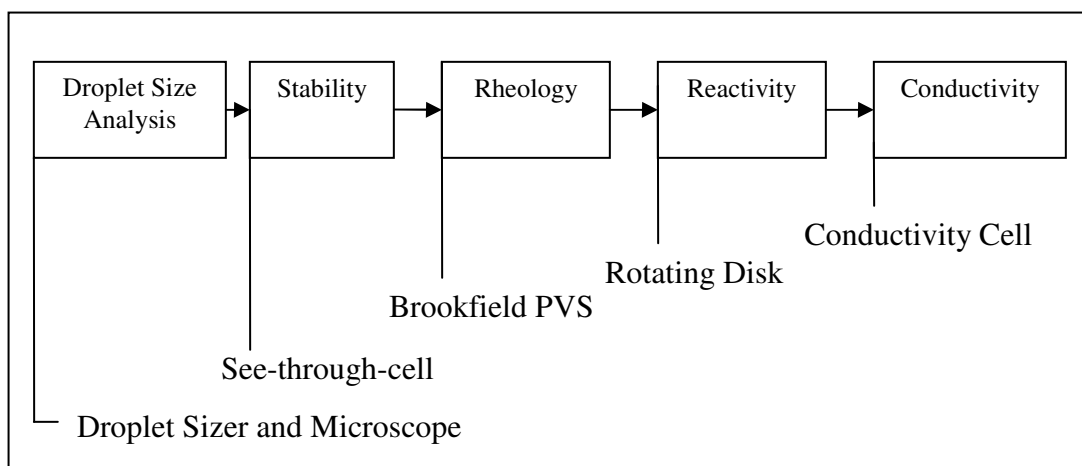 Droplet Size
Analysis
Stability
Rheology
Reactivity
Conductivity
Conductivity Cell
Rotating Disk
Brookfield PVS
See-through-cell
Droplet Sizer and Microscope